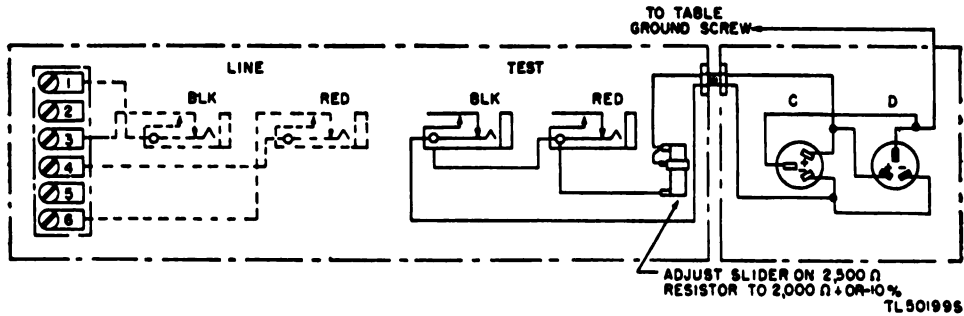 TO TABLE
GROUND SCREW
LINE
TEST
1
2
3
4
5
6
BLK
RED
BLK
RED
C
D
+
-
+
-
ADJUST SLIDER ON 2,500 Ω
RESISTOR TO 2,000 Ω + OR-10%
TL50199S